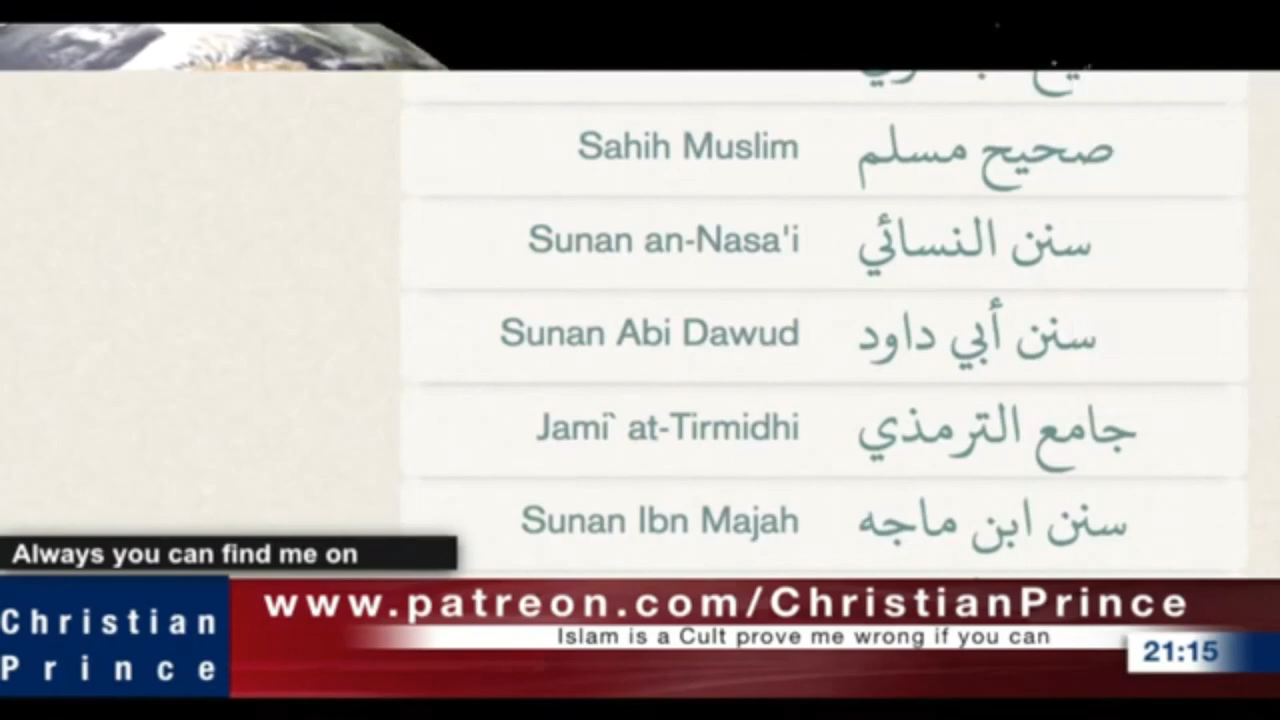 Sahih Muslim صحيح مسلم
Sunan an-Nasa'i سنن النسائي
Sunan Abi Dawud سنن أبي داود
Jami` at-Tirmidhi جامع الترمذي
Sunan Ibn Majah سنن ابن ماجه
Always you can find me on
Christian
Prince
www.patreon.com/ChristianPrince
Islam is a Cult prove me wrong if you can
21:15